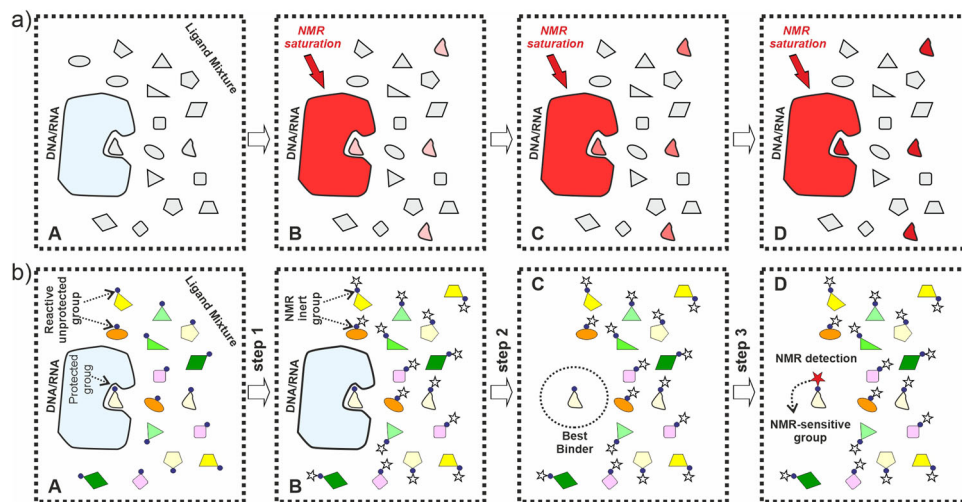 a)
Ligand Mixture
DNA/RNA
A
NMR
saturation
DNA/RNA
B
NMR
saturation
DNA/RNA
C
NMR
saturation
DNA/RNA
D
b)
Reactive
unprotected
group
Ligand Mixture
DNA/RNA
Protected groug
A
step 1
NMR
inert
group
DNA/RNA
B
step 2
C
Best
Binder
step 3
D
NMR detection
NMR-sensitive
group